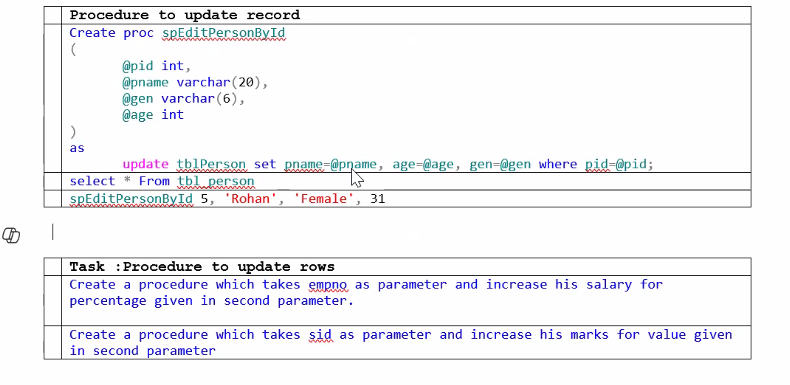 Procedure to update record
Create proc spEditPersonById
(
@pid int,
@pname varchar(20),
@gen varchar(6),
@age int
)
as
update tblPerson set pname=@pname, age=@age, gen=@gen where pid=@pid;
select * From tbl_person
spEditPersonById 5, 'Rohan', 'Female', 31
Task :Procedure to update rows
Create a procedure which takes empno as parameter and increase his salary for
percentage given in second parameter.
Create a procedure which takes sid as parameter and increase his marks for value given
in second parameter